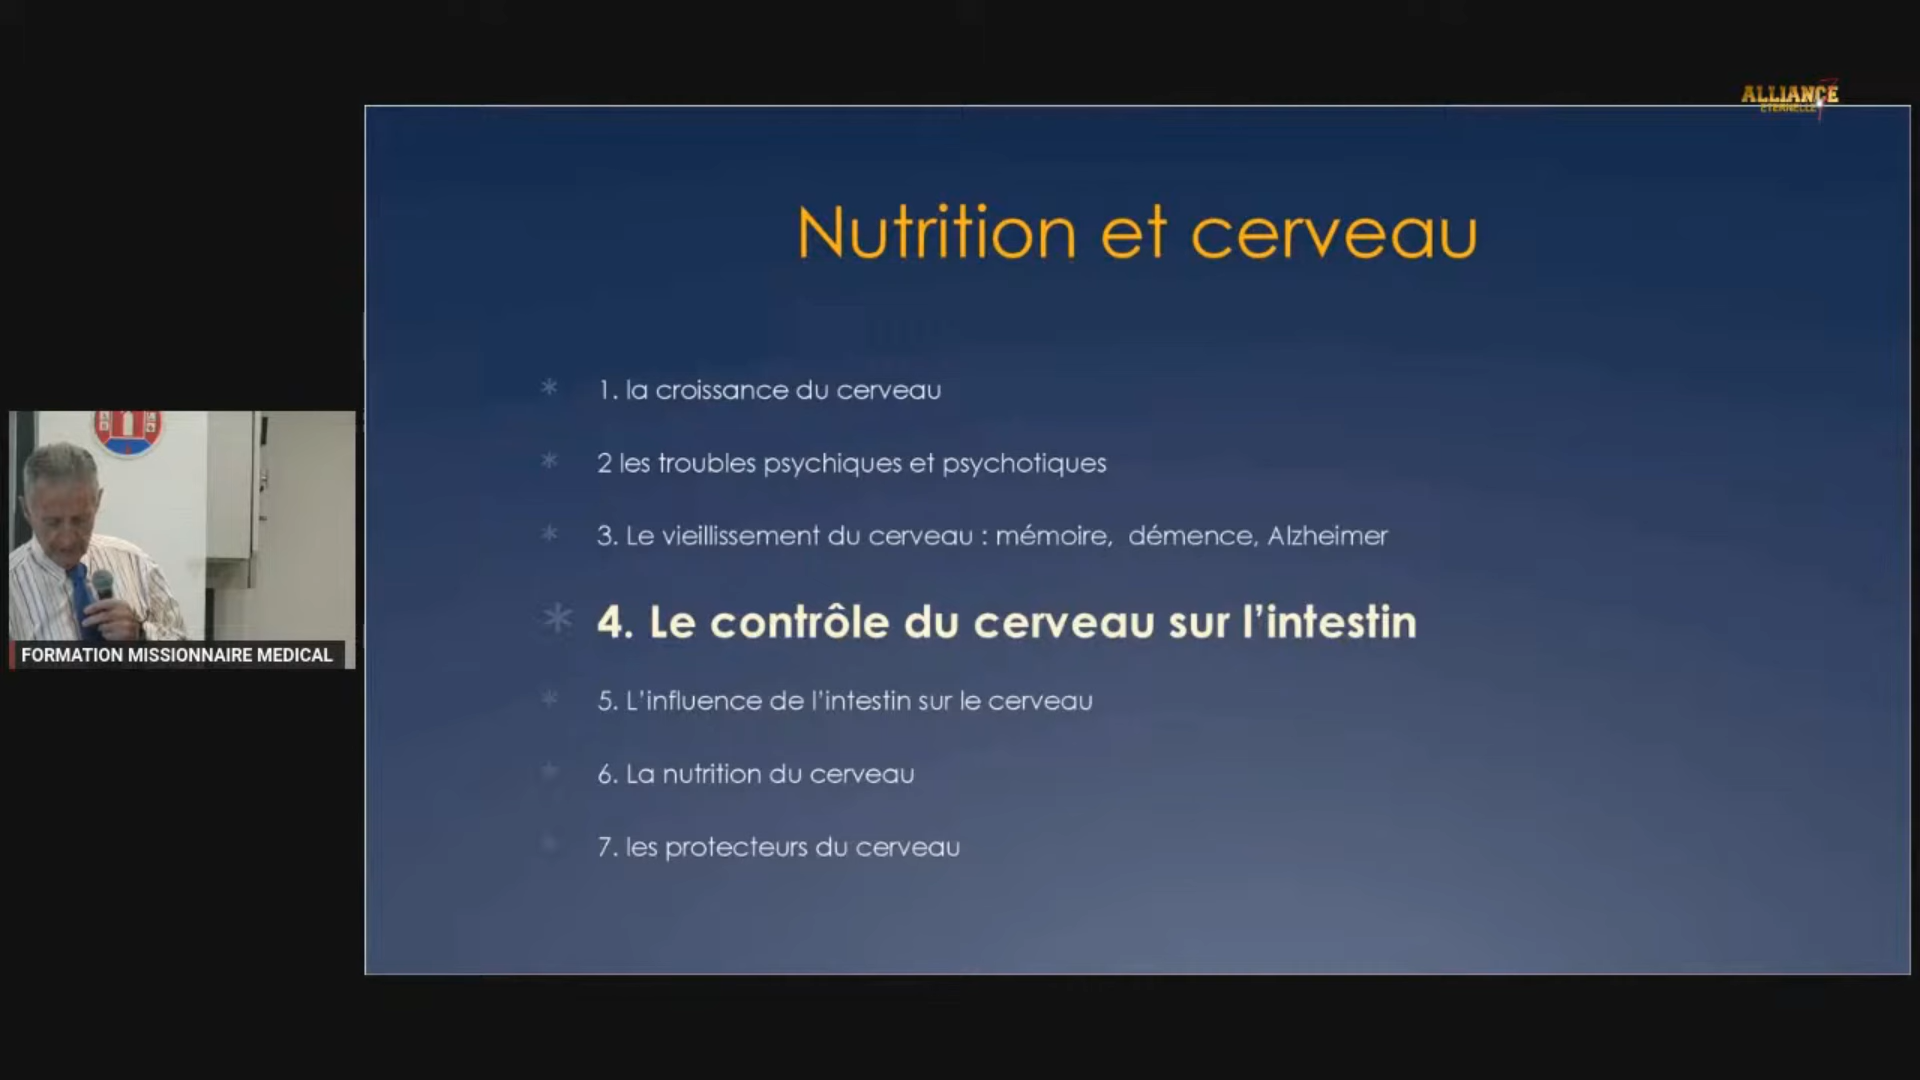 ALLIANCE
ÉTERNELLE
Nutrition et cerveau
* 1. la croissance du cerveau
* 2 les troubles psychiques et psychotiques
* 3. Le vieillissement du cerveau : mémoire, démence, Alzheimer
* 4. Le contrôle du cerveau sur l’intestin
* 5. L’influence de l’intestin sur le cerveau
* 6. La nutrition du cerveau
* 7. les protecteurs du cerveau
FORMATION MISSIONNAIRE MEDICAL